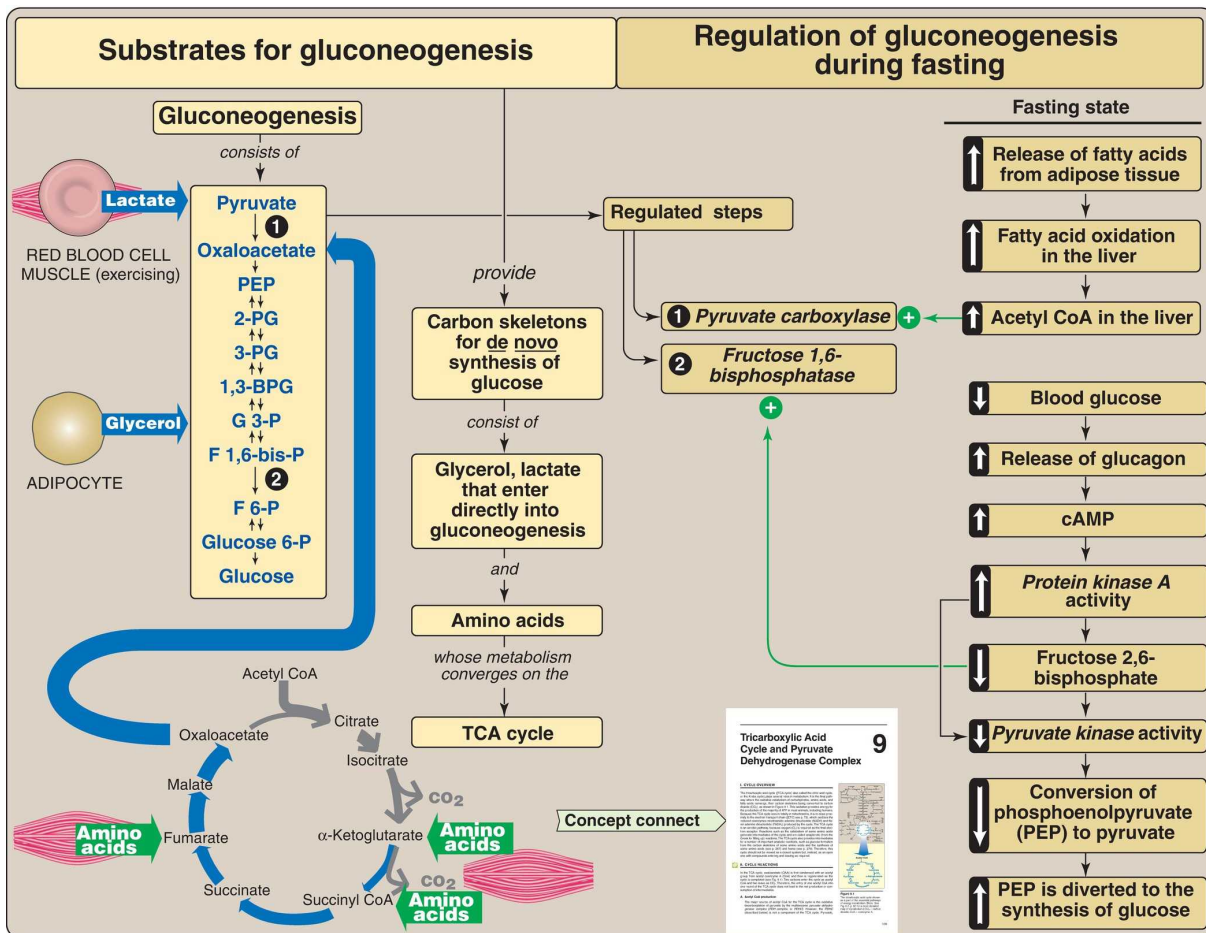 Substrates for gluconeogenesis
Regulation of gluconeogenesis
during fasting
Gluconeogenesis
consists of
Lactate
RED BLOOD CELL
MUSCLE (exercising)
Pyruvate
1
Oxaloacetate
PEP
2-PG
3-PG
1,3-BPG
G 3-P
F 1,6-bis-P
2
F 6-P
Glucose 6-P
Glucose
Glycerol
ADIPOCYTE
provide
Carbon skeletons
for de novo
synthesis of
glucose
consist of
Glycerol, lactate
that enter
directly into
gluconeogenesis
and
Amino acids
whose metabolism
converges on the
TCA cycle
Regulated steps
1 Pyruvate carboxylase
+
2 Fructose 1,6-
bisphosphatase
+
Fasting state
Release of fatty acids
from adipose tissue
Fatty acid oxidation
in the liver
Acetyl CoA in the liver
Blood glucose
Release of glucagon
cAMP
Protein kinase A
activity
Fructose 2,6-
bisphosphate
Pyruvate kinase activity
Conversion of
phosphoenolpyruvate
(PEP) to pyruvate
PEP is diverted to the
synthesis of glucose
Acetyl CoA
Citrate
Isocitrate
CO2
α-Ketoglutarate
Amino
acids
CO2
Succinyl CoA
Amino
acids
Succinate
Fumarate
Amino
acids
Malate
Oxaloacetate
Concept connect
Tricarboxylic Acid
Cycle and Pyruvate
Dehydrogenase Complex
9